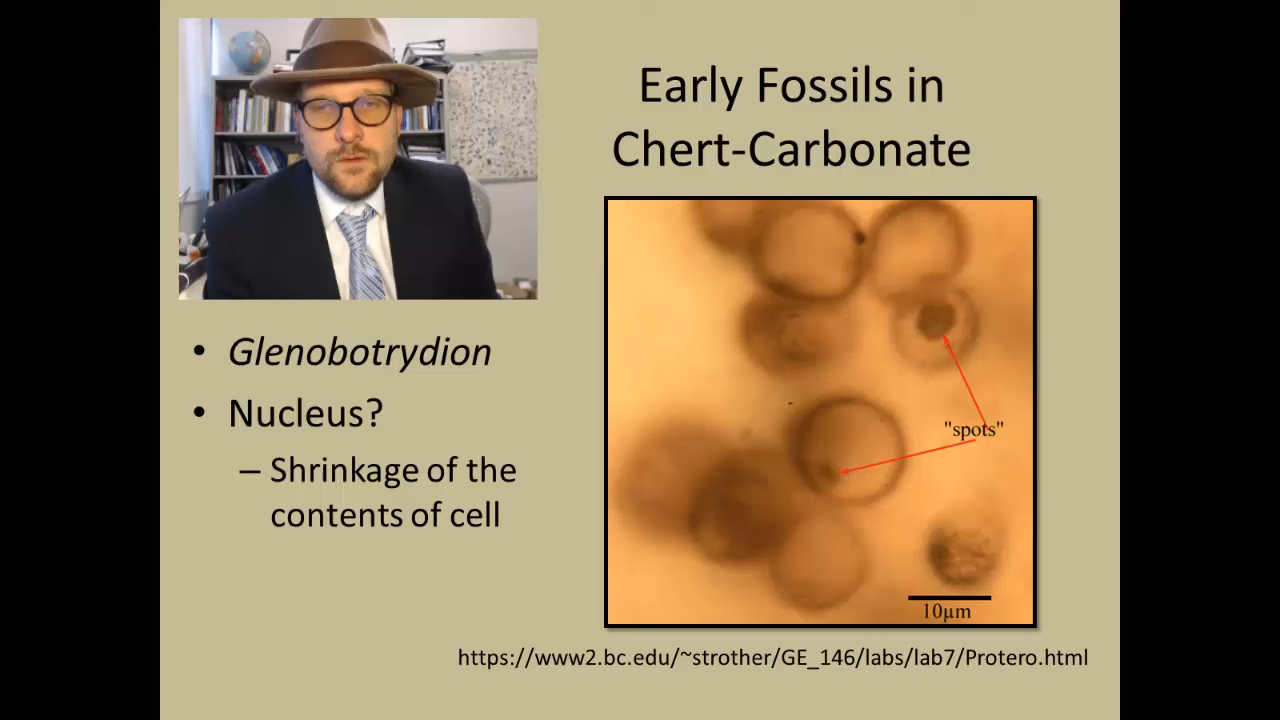 Early Fossils in
Chert-Carbonate
• Glenobotrydion
• Nucleus?
– Shrinkage of the
contents of cell
"spots"
10µm
https://www2.bc.edu/~strother/GE_146/labs/lab7/Protero.html